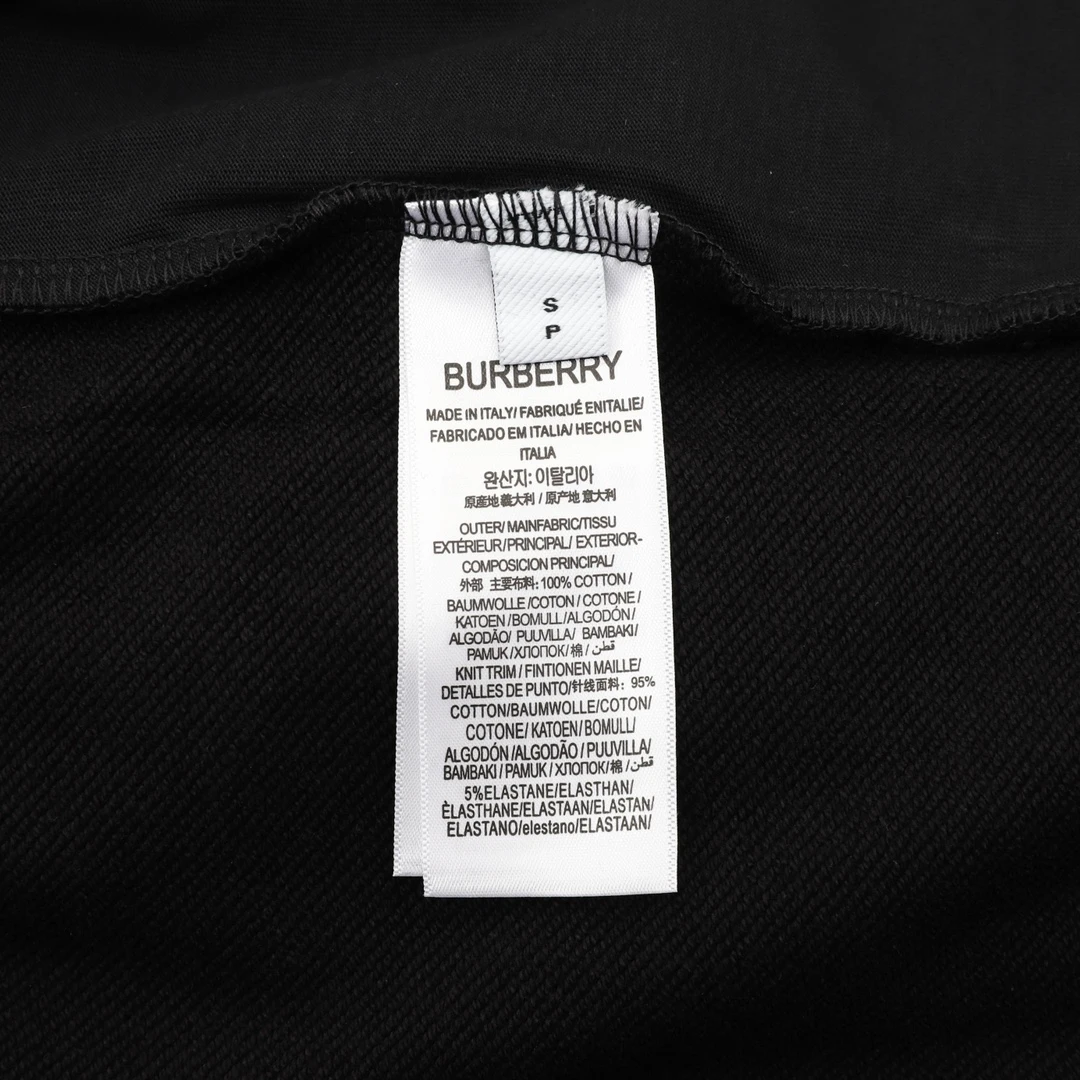 S
P
BURBERRY
MADE IN ITALY/ FABRIQUÉ ENITALIE/
FABRICADO EM ITALIA/ HECHO EN
ITALIA
완산지: 이탈리아
原産地義大利 / 原产地 意大利
OUTER/ MAINFABRIC/TISSU
EXTÉRIEUR/PRINCIPAL/ EXTERIOR-
COMPOSICION PRINCIPAL/
外部 主要布料: 100% COTTON /
BAUMWOLLE /COTON / COTONE /
KATOEN / BOMULL/ALGODÓN /
ALGODÃO/ PUUVILLA/ BAMBAKI/
PAMUK / ХЛОПОК/ 棉 / قطن
KNIT TRIM / FINTIONEN MAILLE/
DETALLES DE PUNTO/针线面料: 95%
COTTON/BAUMWOLLE/COTON/
COTONE/ KATOEN / BOMULL/
ALGODÓN /ALGODÃO / PUUVILLA/
BAMBAKI / PAMUK / ХЛОПОК/ 棉 / قطن
5%ELASTANE/ELASTHAN/
ÈLASTHANE/ELASTAAN/ELASTAN/
ELASTANO/elestano/ELASTAAN/